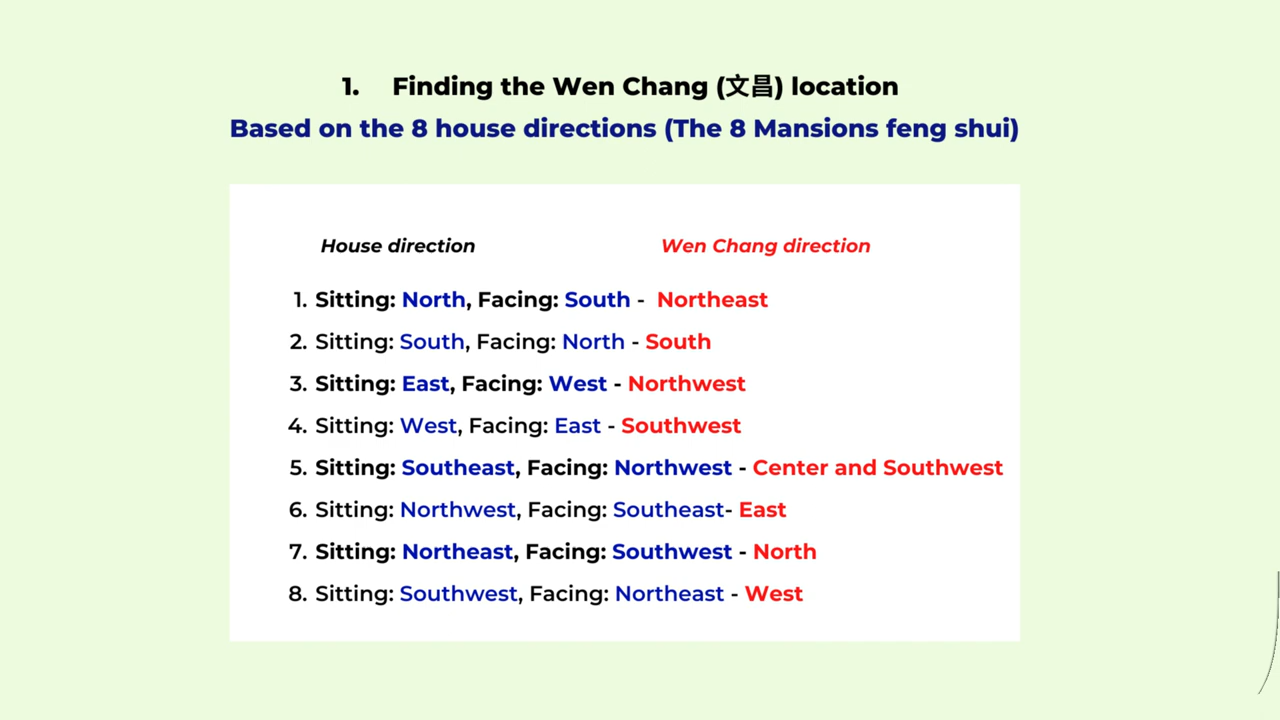 1. Finding the Wen Chang (文昌) location
Based on the 8 house directions (The 8 Mansions feng shui)
House direction Wen Chang direction
1. Sitting: North, Facing: South - Northeast
2. Sitting: South, Facing: North - South
3. Sitting: East, Facing: West - Northwest
4. Sitting: West, Facing: East - Southwest
5. Sitting: Southeast, Facing: Northwest - Center and Southwest
6. Sitting: Northwest, Facing: Southeast- East
7. Sitting: Northeast, Facing: Southwest - North
8. Sitting: Southwest, Facing: Northeast - West